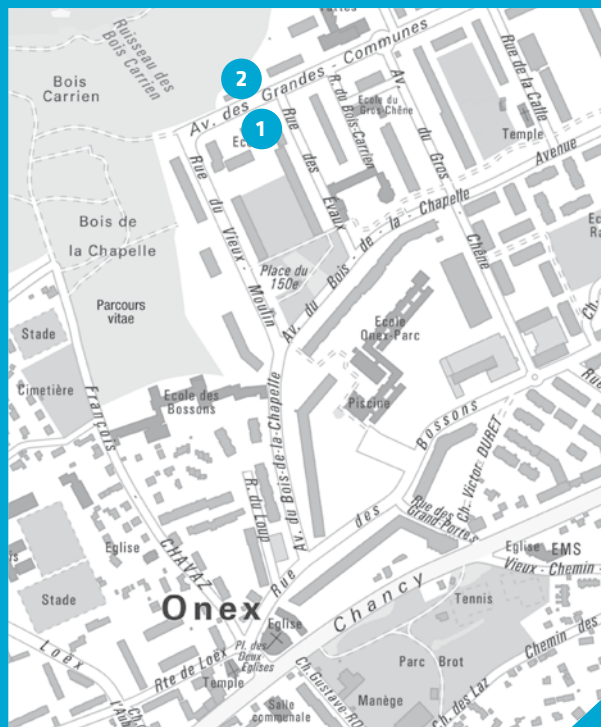 Ruisseau des
Bois Carrien
Bois
Carrien
2
Av. des Grandes - Communes
1
Rue de la Calle
R. du Bois-Carrien
Ecole du
Gros-Chêne
Av. du Gros Chêne
Temple
Avenue
Rue des Evaux
Rue du Vieux - Moulin
Bois de
la Chapelle
Place du
150e
Av. du Bois - de - la - Chapelle
Parcours
vitae
Stade
Ecole
Onex-Parc
Cimetière
Ecole des
Bossons
Piscine
François CHAVAZ
Av. du Bois-de-la-Chapelle
Rue des Bossons
Ch. Victor DURET
Rue
Ch.
R. du Loup
Rue des
Grand-Portes
Eglise
Eglise
EMS
Vieux - Chemin -
Stade
Onex
Chancy
Tennis
Eglise
Pl. des
Deux
Eglises
Loëx
Rte de Loëx
Temple
Parc Brot
Chemin des
Salle
communale
Manège
Ch. des Laz